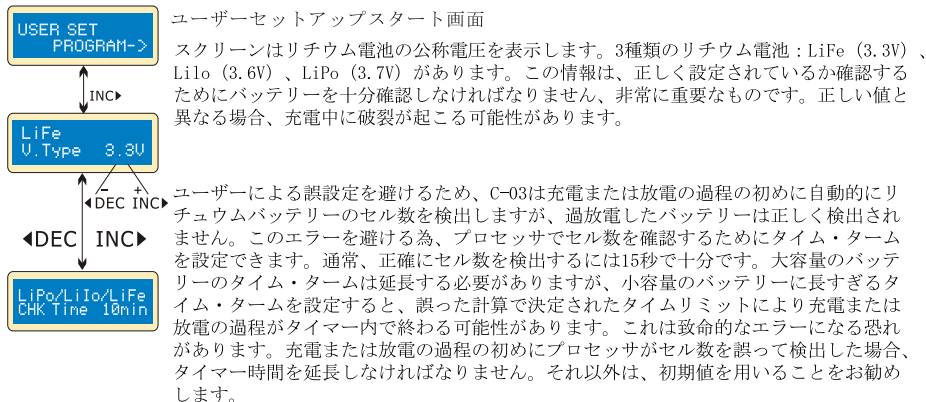 USER SET
PROGRAM->
ユーザーセットアップスタート画面
スクリーンはリチウム電池の公称電圧を表示します。3種類のリチウム電池：LiFe（3.3V）、
Lilo（3.6V）、LiPo（3.7V）があります。この情報は、正しく設定されているか確認する
ためにバッテリーを十分確認しなければなりません、非常に重要なものです。正しい値と
異なる場合、充電中に破裂が起こる可能性があります。
INC▶
LiFe
V.Type 3.3V
- +
◀DEC INC▶
ユーザーによる誤設定を避けるため、C-03は充電または放電の過程の初めに自動的にリ
チュウムバッテリーのセル数を検出しますが、過放電したバッテリーは正しく検出され
ません。このエラーを避ける為、プロセッサでセル数を確認するためにタイム・ターム
を設定できます。通常、正確にセル数を検出するには15秒で十分です。大容量のバッテ
リーのタイム・タームは延長する必要がありますが、小容量のバッテリーに長すぎるタ
イム・タームを設定すると、誤った計算で決定されたタイムリミットにより充電または
放電の過程がタイマー内で終わる可能性があります。これは致命的なエラーになる恐れ
があります。充電または放電の過程の初めにプロセッサがセル数を誤って検出した場合、
タイマー時間を延長しなければなりません。それ以外は、初期値を用いることをお勧め
します。
◀DEC INC▶
LiPo/LiIo/LiFe
CHK Time 10min